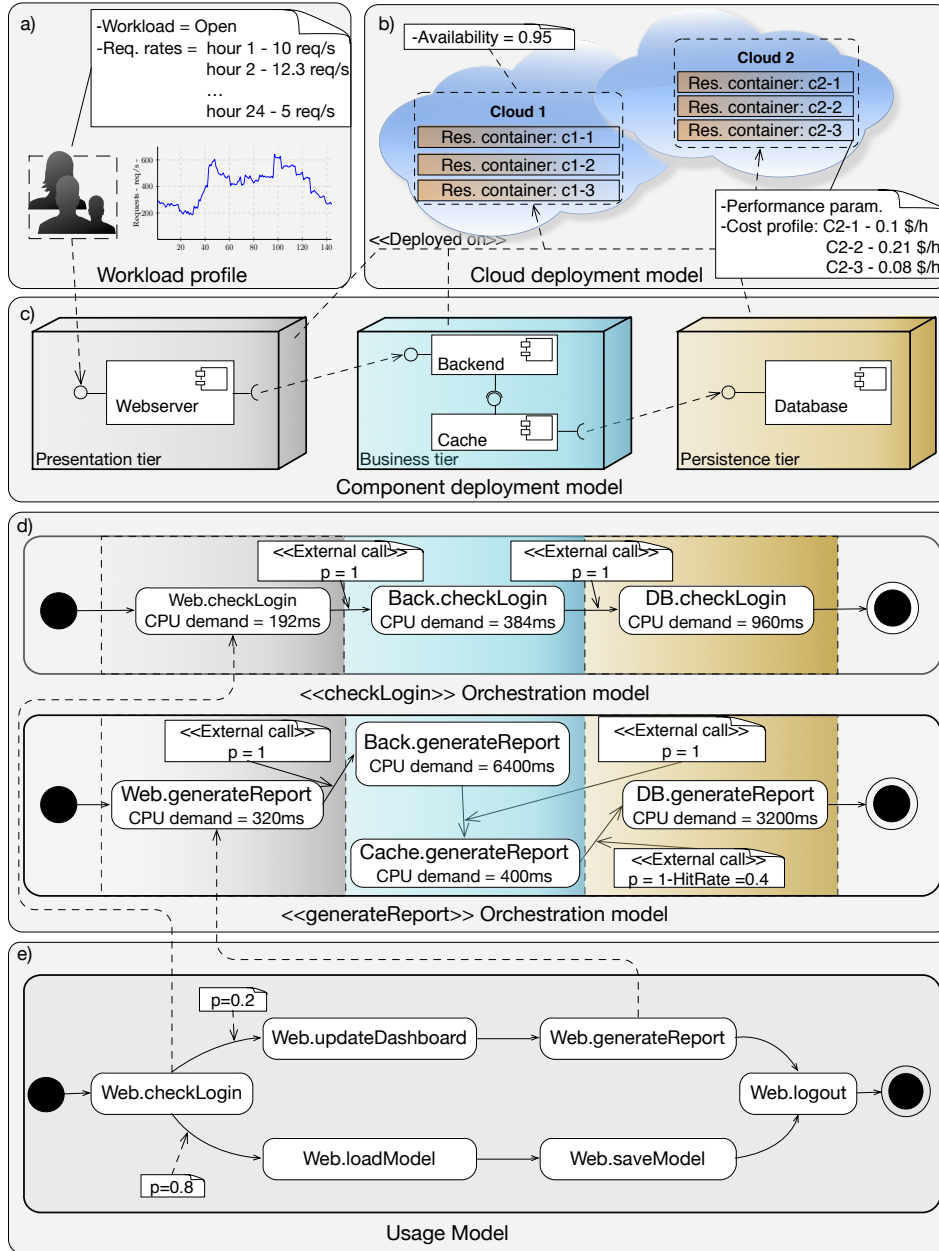 a)
-Workload = Open
-Req. rates = hour 1 - 10 req/s
hour 2 - 12.3 req/s
...
hour 24 - 5 req/s
Requests - req/s -
600
400
200
20 40 60 80 100 120 140
Workload profile
b)
-Availability = 0.95
Cloud 1
Res. container: c1-1
Res. container: c1-2
Res. container: c1-3
Cloud 2
Res. container: c2-1
Res. container: c2-2
Res. container: c2-3
-Performance param.
-Cost profile: C2-1 - 0.1 $/h
C2-2 - 0.21 $/h
C2-3 - 0.08 $/h
<<Deployed on>>
Cloud deployment model
c)
Webserver
Presentation tier
Backend
Cache
Business tier
Database
Persistence tier
Component deployment model
d)
<<External call>>
p = 1
<<External call>>
p = 1
Web.checkLogin
CPU demand = 192ms
Back.checkLogin
CPU demand = 384ms
DB.checkLogin
CPU demand = 960ms
<<checkLogin>> Orchestration model
<<External call>>
p = 1
Back.generateReport
CPU demand = 6400ms
<<External call>>
p = 1
Web.generateReport
CPU demand = 320ms
DB.generateReport
CPU demand = 3200ms
Cache.generateReport
CPU demand = 400ms
<<External call>>
p = 1-HitRate =0.4
<<generateReport>> Orchestration model
e)
p=0.2
Web.updateDashboard
Web.generateReport
Web.checkLogin
Web.logout
Web.loadModel
Web.saveModel
p=0.8
Usage Model